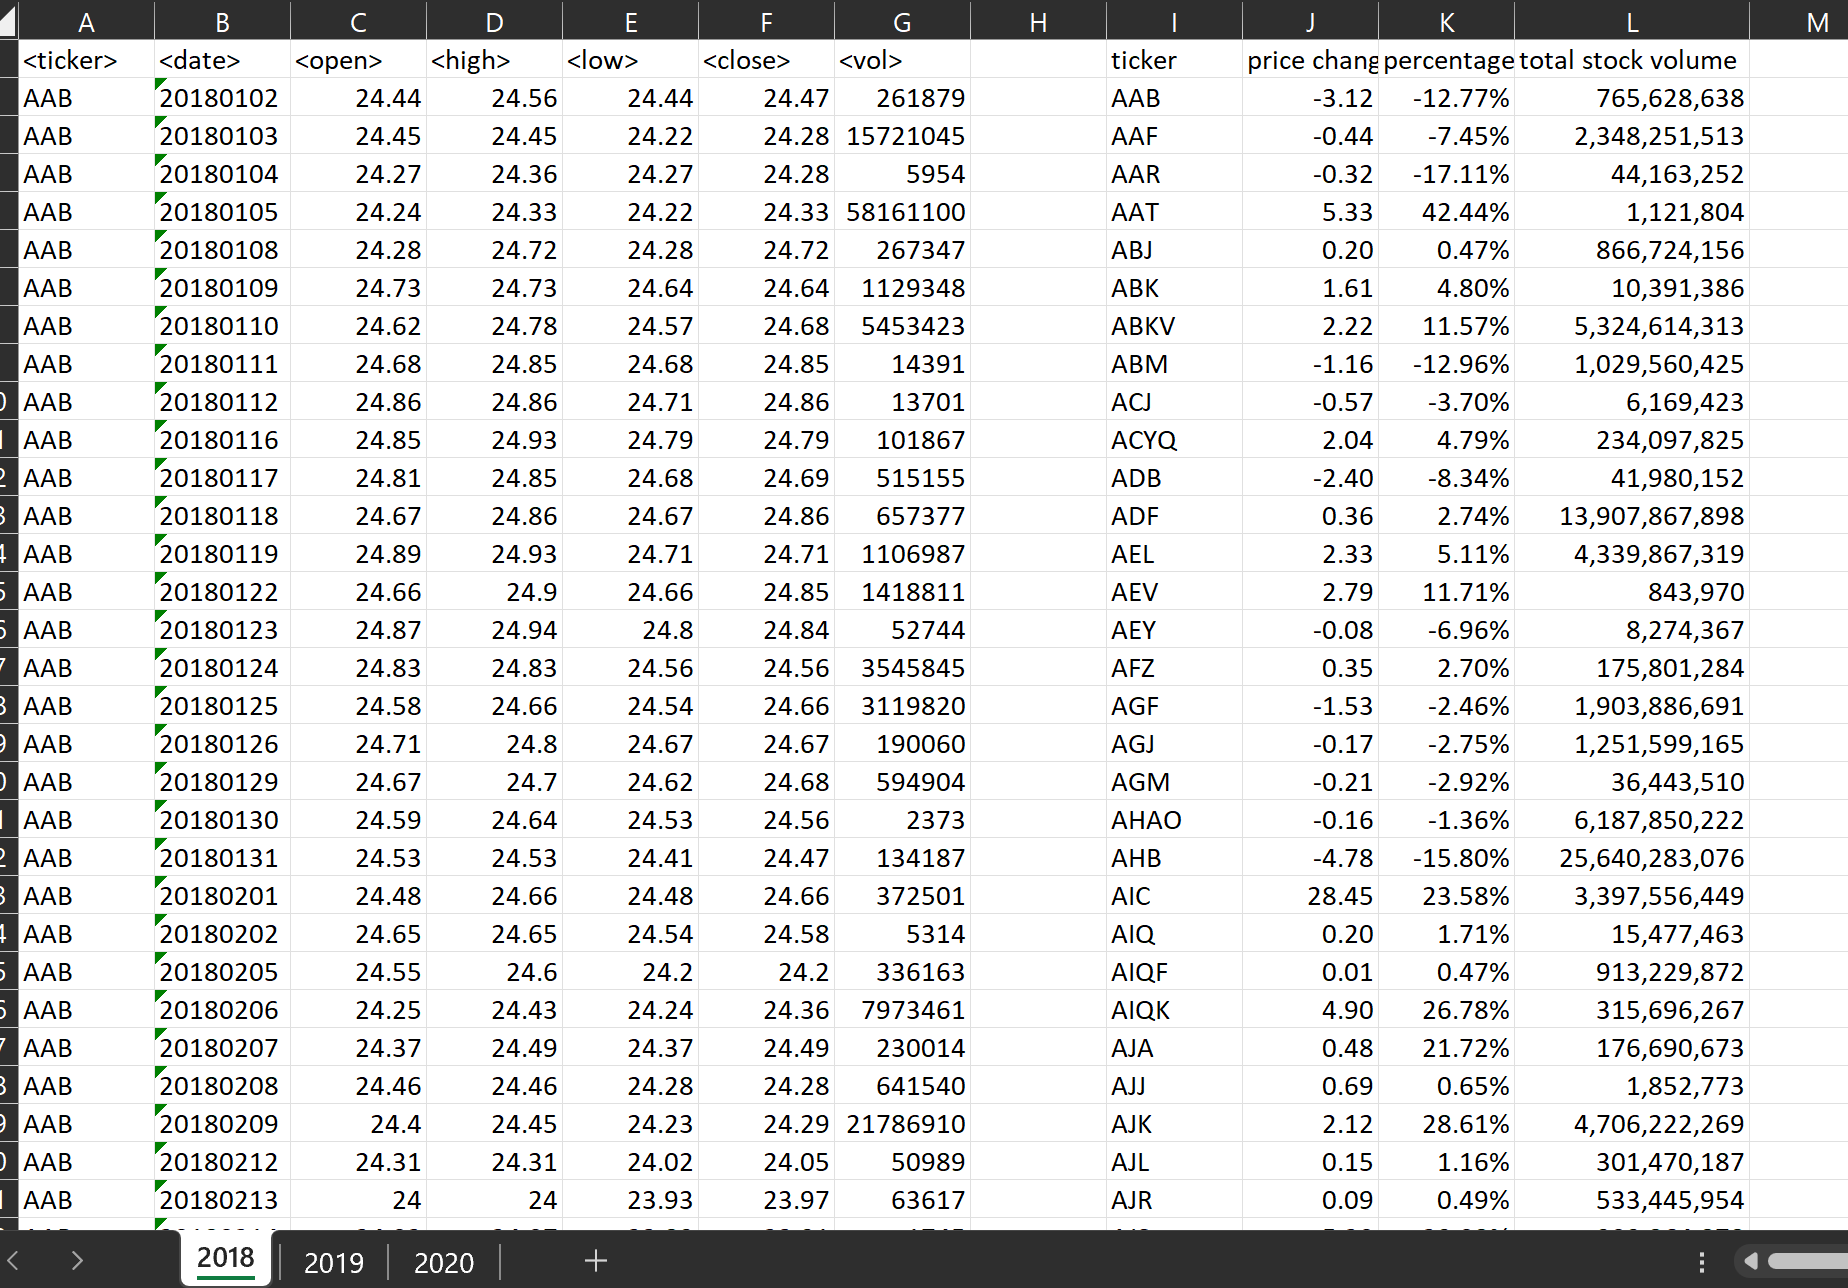 A B C D E F G H I J K L M
<ticker> <date> <open> <high> <low> <close> <vol> ticker price chang percentage total stock volume
AAB 20180102 24.44 24.56 24.44 24.47 261879 AAB -3.12 -12.77% 765,628,638
AAB 20180103 24.45 24.45 24.22 24.28 15721045 AAF -0.44 -7.45% 2,348,251,513
AAB 20180104 24.27 24.36 24.27 24.28 5954 AAR -0.32 -17.11% 44,163,252
AAB 20180105 24.24 24.33 24.22 24.33 58161100 AAT 5.33 42.44% 1,121,804
AAB 20180108 24.28 24.72 24.28 24.72 267347 ABJ 0.20 0.47% 866,724,156
AAB 20180109 24.73 24.73 24.64 24.64 1129348 ABK 1.61 4.80% 10,391,386
AAB 20180110 24.62 24.78 24.57 24.68 5453423 ABKV 2.22 11.57% 5,324,614,313
AAB 20180111 24.68 24.85 24.68 24.85 14391 ABM -1.16 -12.96% 1,029,560,425
AAB 20180112 24.86 24.86 24.71 24.86 13701 ACJ -0.57 -3.70% 6,169,423
AAB 20180116 24.85 24.93 24.79 24.79 101867 ACYQ 2.04 4.79% 234,097,825
AAB 20180117 24.81 24.85 24.68 24.69 515155 ADB -2.40 -8.34% 41,980,152
AAB 20180118 24.67 24.86 24.67 24.86 657377 ADF 0.36 2.74% 13,907,867,898
AAB 20180119 24.89 24.93 24.71 24.71 1106987 AEL 2.33 5.11% 4,339,867,319
AAB 20180122 24.66 24.9 24.66 24.85 1418811 AEV 2.79 11.71% 843,970
AAB 20180123 24.87 24.94 24.8 24.84 52744 AEY -0.08 -6.96% 8,274,367
AAB 20180124 24.83 24.83 24.56 24.56 3545845 AFZ 0.35 2.70% 175,801,284
AAB 20180125 24.58 24.66 24.54 24.66 3119820 AGF -1.53 -2.46% 1,903,886,691
AAB 20180126 24.71 24.8 24.67 24.67 190060 AGJ -0.17 -2.75% 1,251,599,165
AAB 20180129 24.67 24.7 24.62 24.68 594904 AGM -0.21 -2.92% 36,443,510
AAB 20180130 24.59 24.64 24.53 24.56 2373 AHAO -0.16 -1.36% 6,187,850,222
AAB 20180131 24.53 24.53 24.41 24.47 134187 AHB -4.78 -15.80% 25,640,283,076
AAB 20180201 24.48 24.66 24.48 24.66 372501 AIC 28.45 23.58% 3,397,556,449
AAB 20180202 24.65 24.65 24.54 24.58 5314 AIQ 0.20 1.71% 15,477,463
AAB 20180205 24.55 24.6 24.2 24.2 336163 AIQF 0.01 0.47% 913,229,872
AAB 20180206 24.25 24.43 24.24 24.36 7973461 AIQK 4.90 26.78% 315,696,267
AAB 20180207 24.37 24.49 24.37 24.49 230014 AJA 0.48 21.72% 176,690,673
AAB 20180208 24.46 24.46 24.28 24.28 641540 AJJ 0.69 0.65% 1,852,773
AAB 20180209 24.4 24.45 24.23 24.29 21786910 AJK 2.12 28.61% 4,706,222,269
AAB 20180212 24.31 24.31 24.02 24.05 50989 AJL 0.15 1.16% 301,470,187
AAB 20180213 24 24 23.93 23.97 63617 AJR 0.09 0.49% 533,445,954
2018 2019 2020